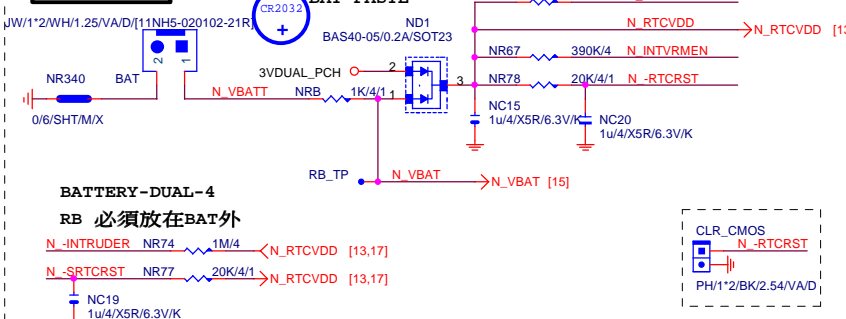 BAT PASTE
CR2032
+
JW/1*2/WH/1.25/VA/D/[11NH5-020102-21R]
ND1
BAS40-05/0.2A/SOT23
N_RTCVDD
N_RTCVDD [13
NR67 390K/4 N_INTVRMEN
2 1
NR340 BAT
3VDUAL_PCH 2
3
NR78 20K/4/1 N_-RTCRST
N_VBATT NRB 1K/4/1 1
0/6/SHT/M/X
NC15
1u/4/X5R/6.3V/K
NC20
1u/4/X5R/6.3V/K
RB_TP N_VBAT N_VBAT [15]
BATTERY-DUAL-4
RB 必須放在BAT外
N_-INTRUDER NR74 1M/4 N_RTCVDD [13,17]
N_-SRTCRST NR77 20K/4/1 N_RTCVDD [13,17]
NC19
1u/4/X5R/6.3V/K
CLR_CMOS
N_-RTCRST
PH/1*2/BK/2.54/VA/D